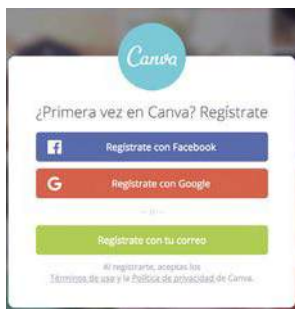 Canva
¿Primera vez en Canva? Regístrate
Regístrate con Facebook
G
Regístrate con Google
Regístrate con tu correo
Al registrarte, aceptas los
Términos de uso y la Política de privacidad de Canva.